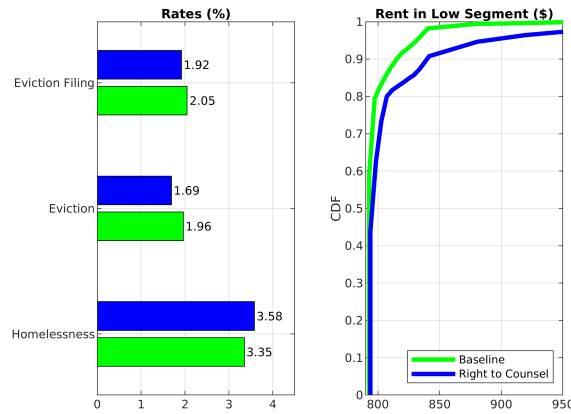 Rates (%)
Eviction Filing
1.92
2.05
Eviction
1.69
1.96
Homelessness
3.58
3.35
0 1 2 3 4
Rent in Low Segment ($)
CDF
1
0.9
0.8
0.7
0.6
0.5
0.4
0.3
0.2
0.1
0
Baseline
Right to Counsel
800 850 900 950